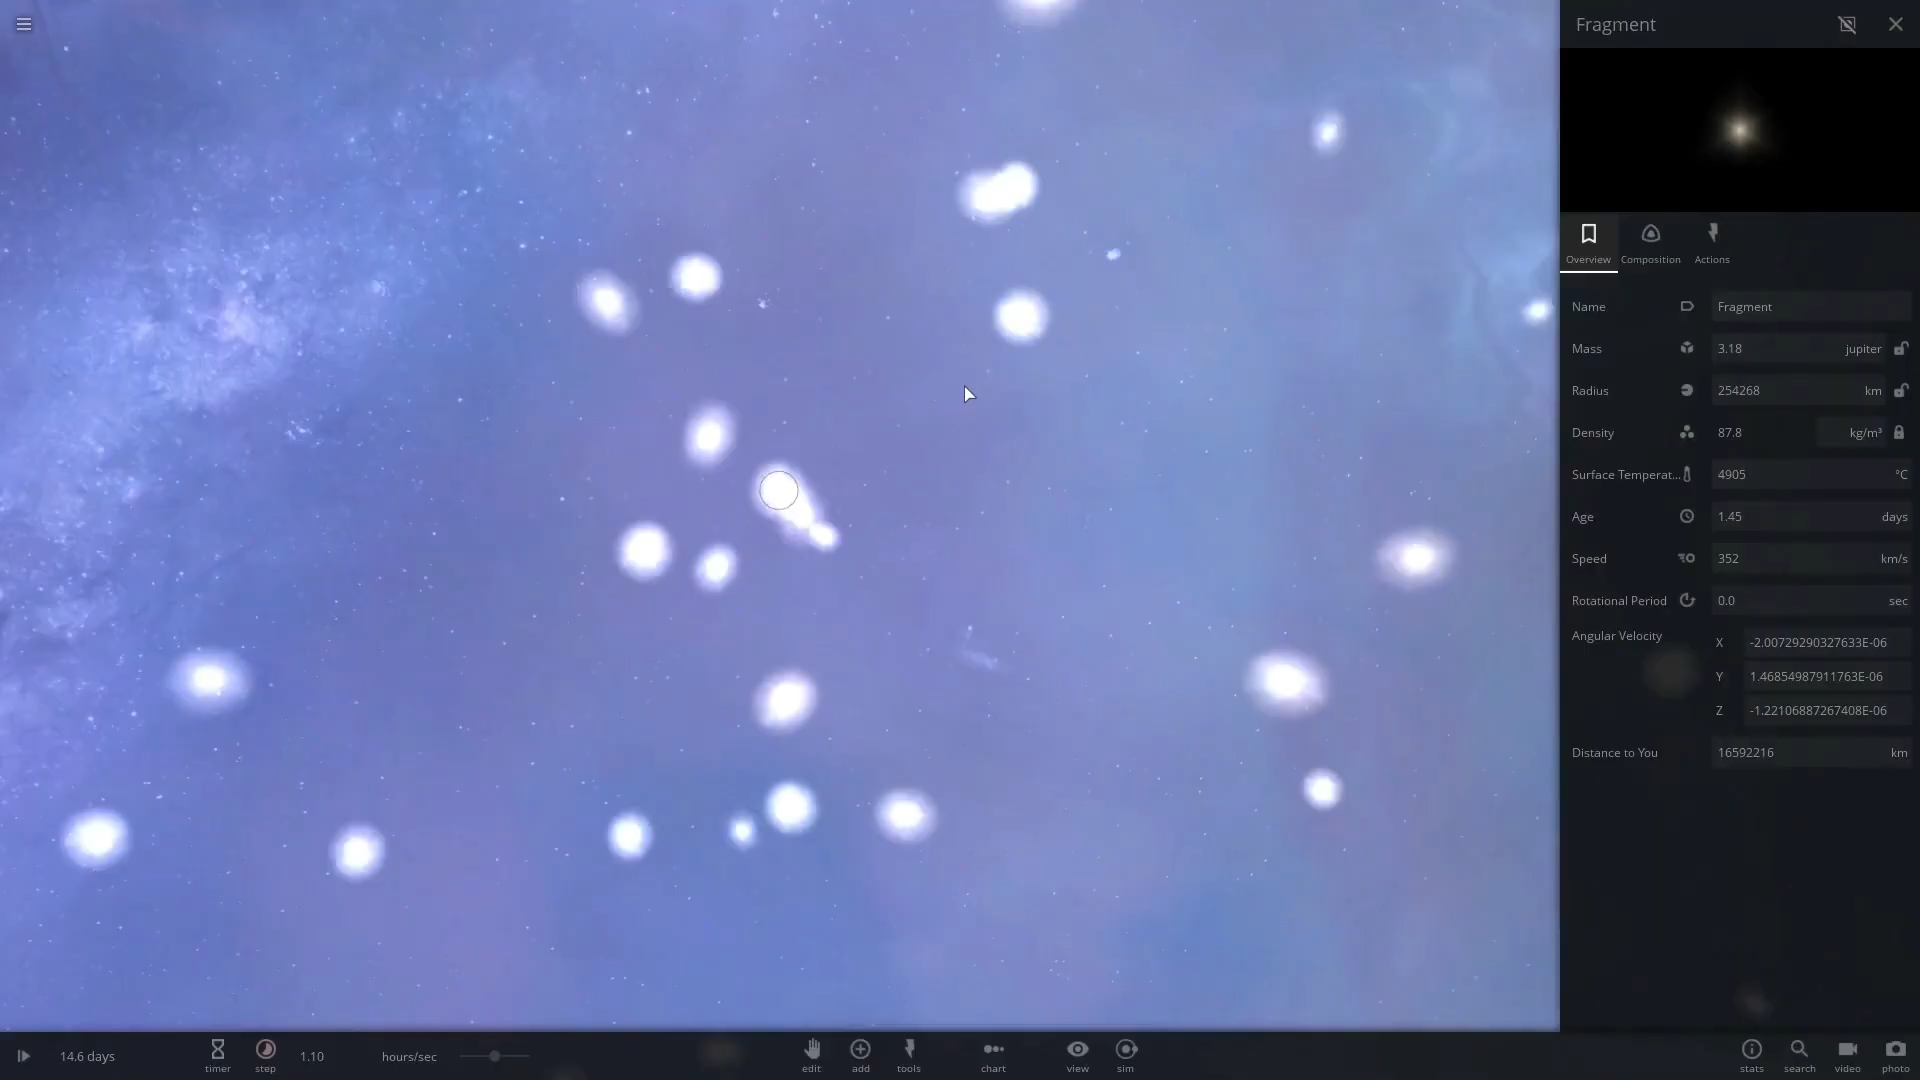 Fragment
Overview Composition Actions
Name Fragment
Mass 3.18 jupiter
Radius 254268 km
Density 87.8 kg/m³
Surface Temperat... 4905 °C
Age 1.45 days
Speed 352 km/s
Rotational Period 0.0 sec
Angular Velocity X -2.00729290327633E-06
Y 1.46854987911763E-06
Z -1.22106887267408E-06
Distance to You 16592216 km
14.6 days timer step 1.10 hours/sec edit add tools chart view sim stats search video photo